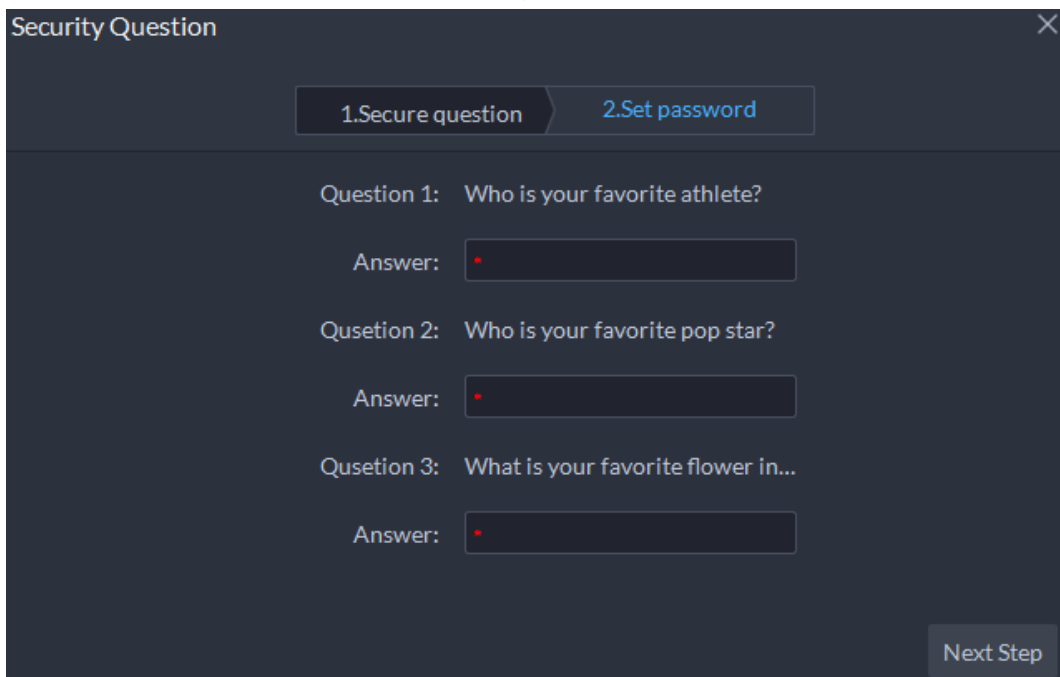 Security Question
1.Secure question 2.Set password
Question 1: Who is your favorite athlete?
Answer:
Qusetion 2: Who is your favorite pop star?
Answer:
Qusetion 3: What is your favorite flower in...
Answer:
Next Step